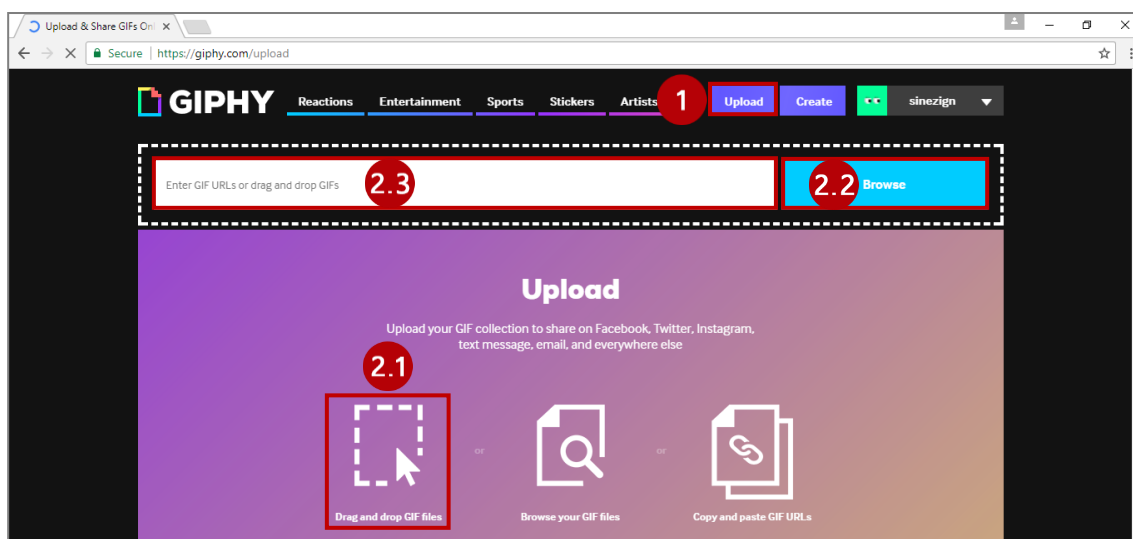 Upload & Share GIFs Onl
Secure | https://giphy.com/upload
GIPHY Reactions Entertainment Sports Stickers Artists 1 Upload Create sinezign
Enter GIF URLs or drag and drop GIFs 2.3 2.2 Browse
Upload
Upload your GIF collection to share on Facebook, Twitter, Instagram,
text message, email, and everywhere else
2.1
or or
Drag and drop GIF files Browse your GIF files Copy and paste GIF URLs